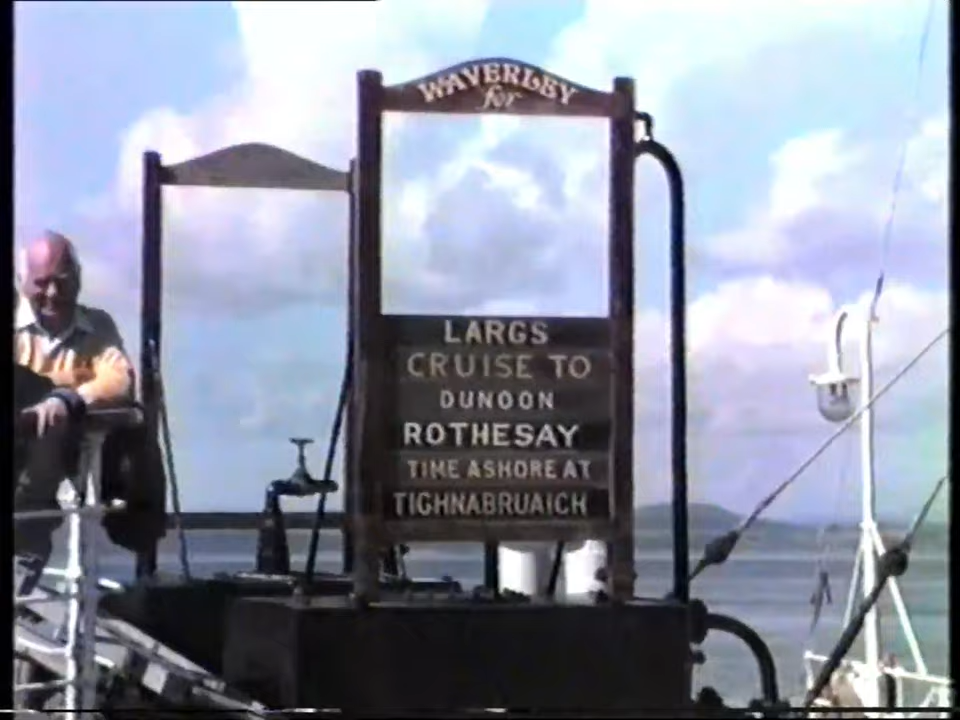 WAVERLEY
for
LARGS
CRUISE TO
DUNOON
ROTHESAY
TIME ASHORE AT
TIGHNABRUAICH